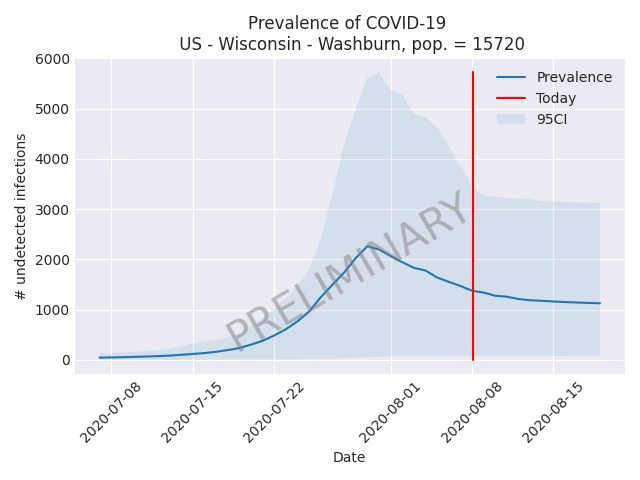 Prevalence of COVID-19
US - Wisconsin - Washburn, pop. = 15720
6000
5000
4000
3000
2000
1000
0
# undetected infections
Prevalence
Today
95CI
PRELIMINARY
2020-07-08
2020-07-15
2020-07-22
2020-08-01
2020-08-08
2020-08-15
Date